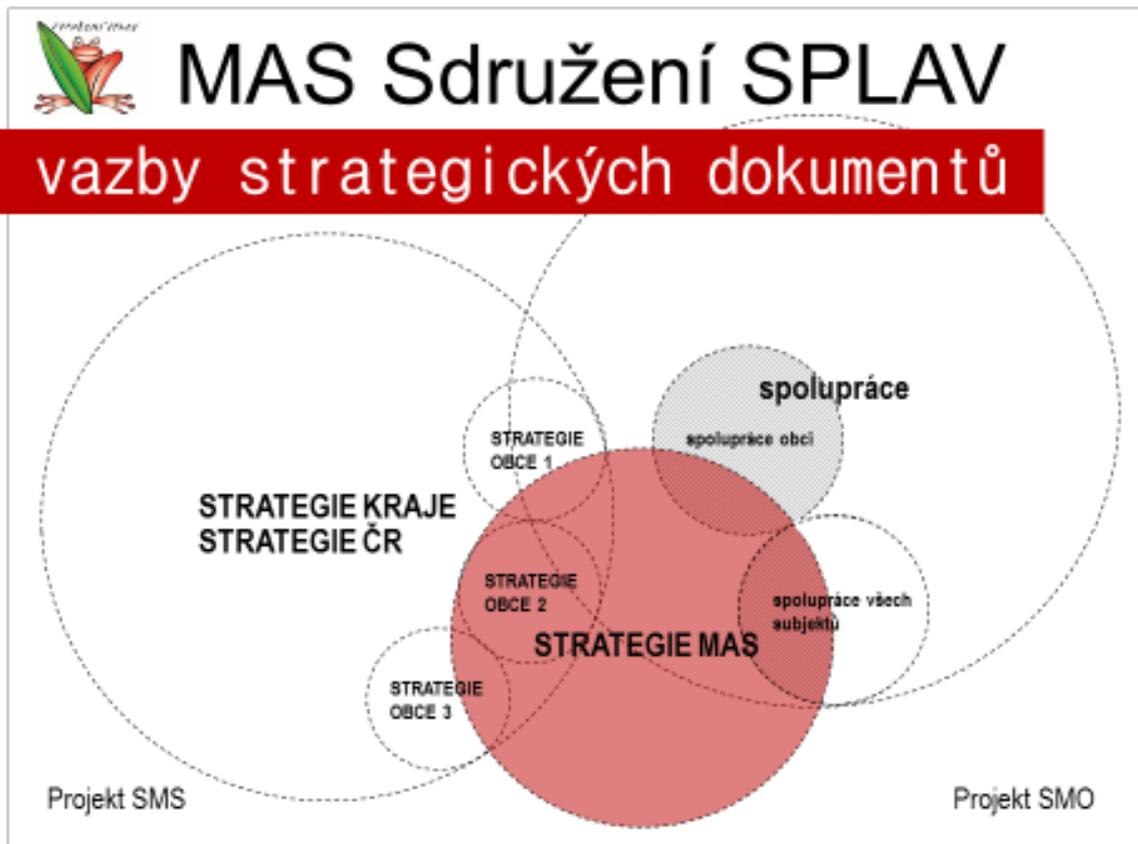 MAS Sdružení SPLAV
vazby strategických dokumentů
spolupráce
spolupráce obcí
STRATEGIE
OBCE 1
STRATEGIE KRAJE
STRATEGIE ČR
STRATEGIE
OBCE 2
spolupráce všech
subjektů
STRATEGIE MAS
STRATEGIE
OBCE 3
Projekt SMS
Projekt SMO